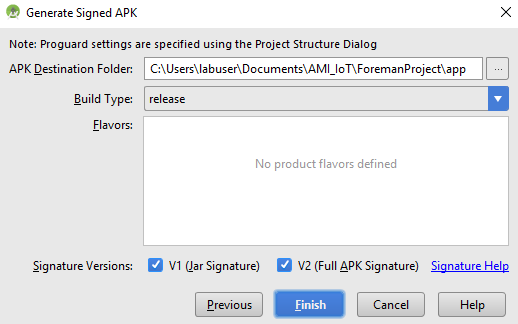 Generate Signed APK
Note: Proguard settings are specified using the Project Structure Dialog
APK Destination Folder: C:\Users\labuser\Documents\AMI_IoT\ForemanProject\app ...
Build Type: release
Flavors:
No product flavors defined
Signature Versions: V1 (Jar Signature) V2 (Full APK Signature) Signature Help
Previous Finish Cancel Help